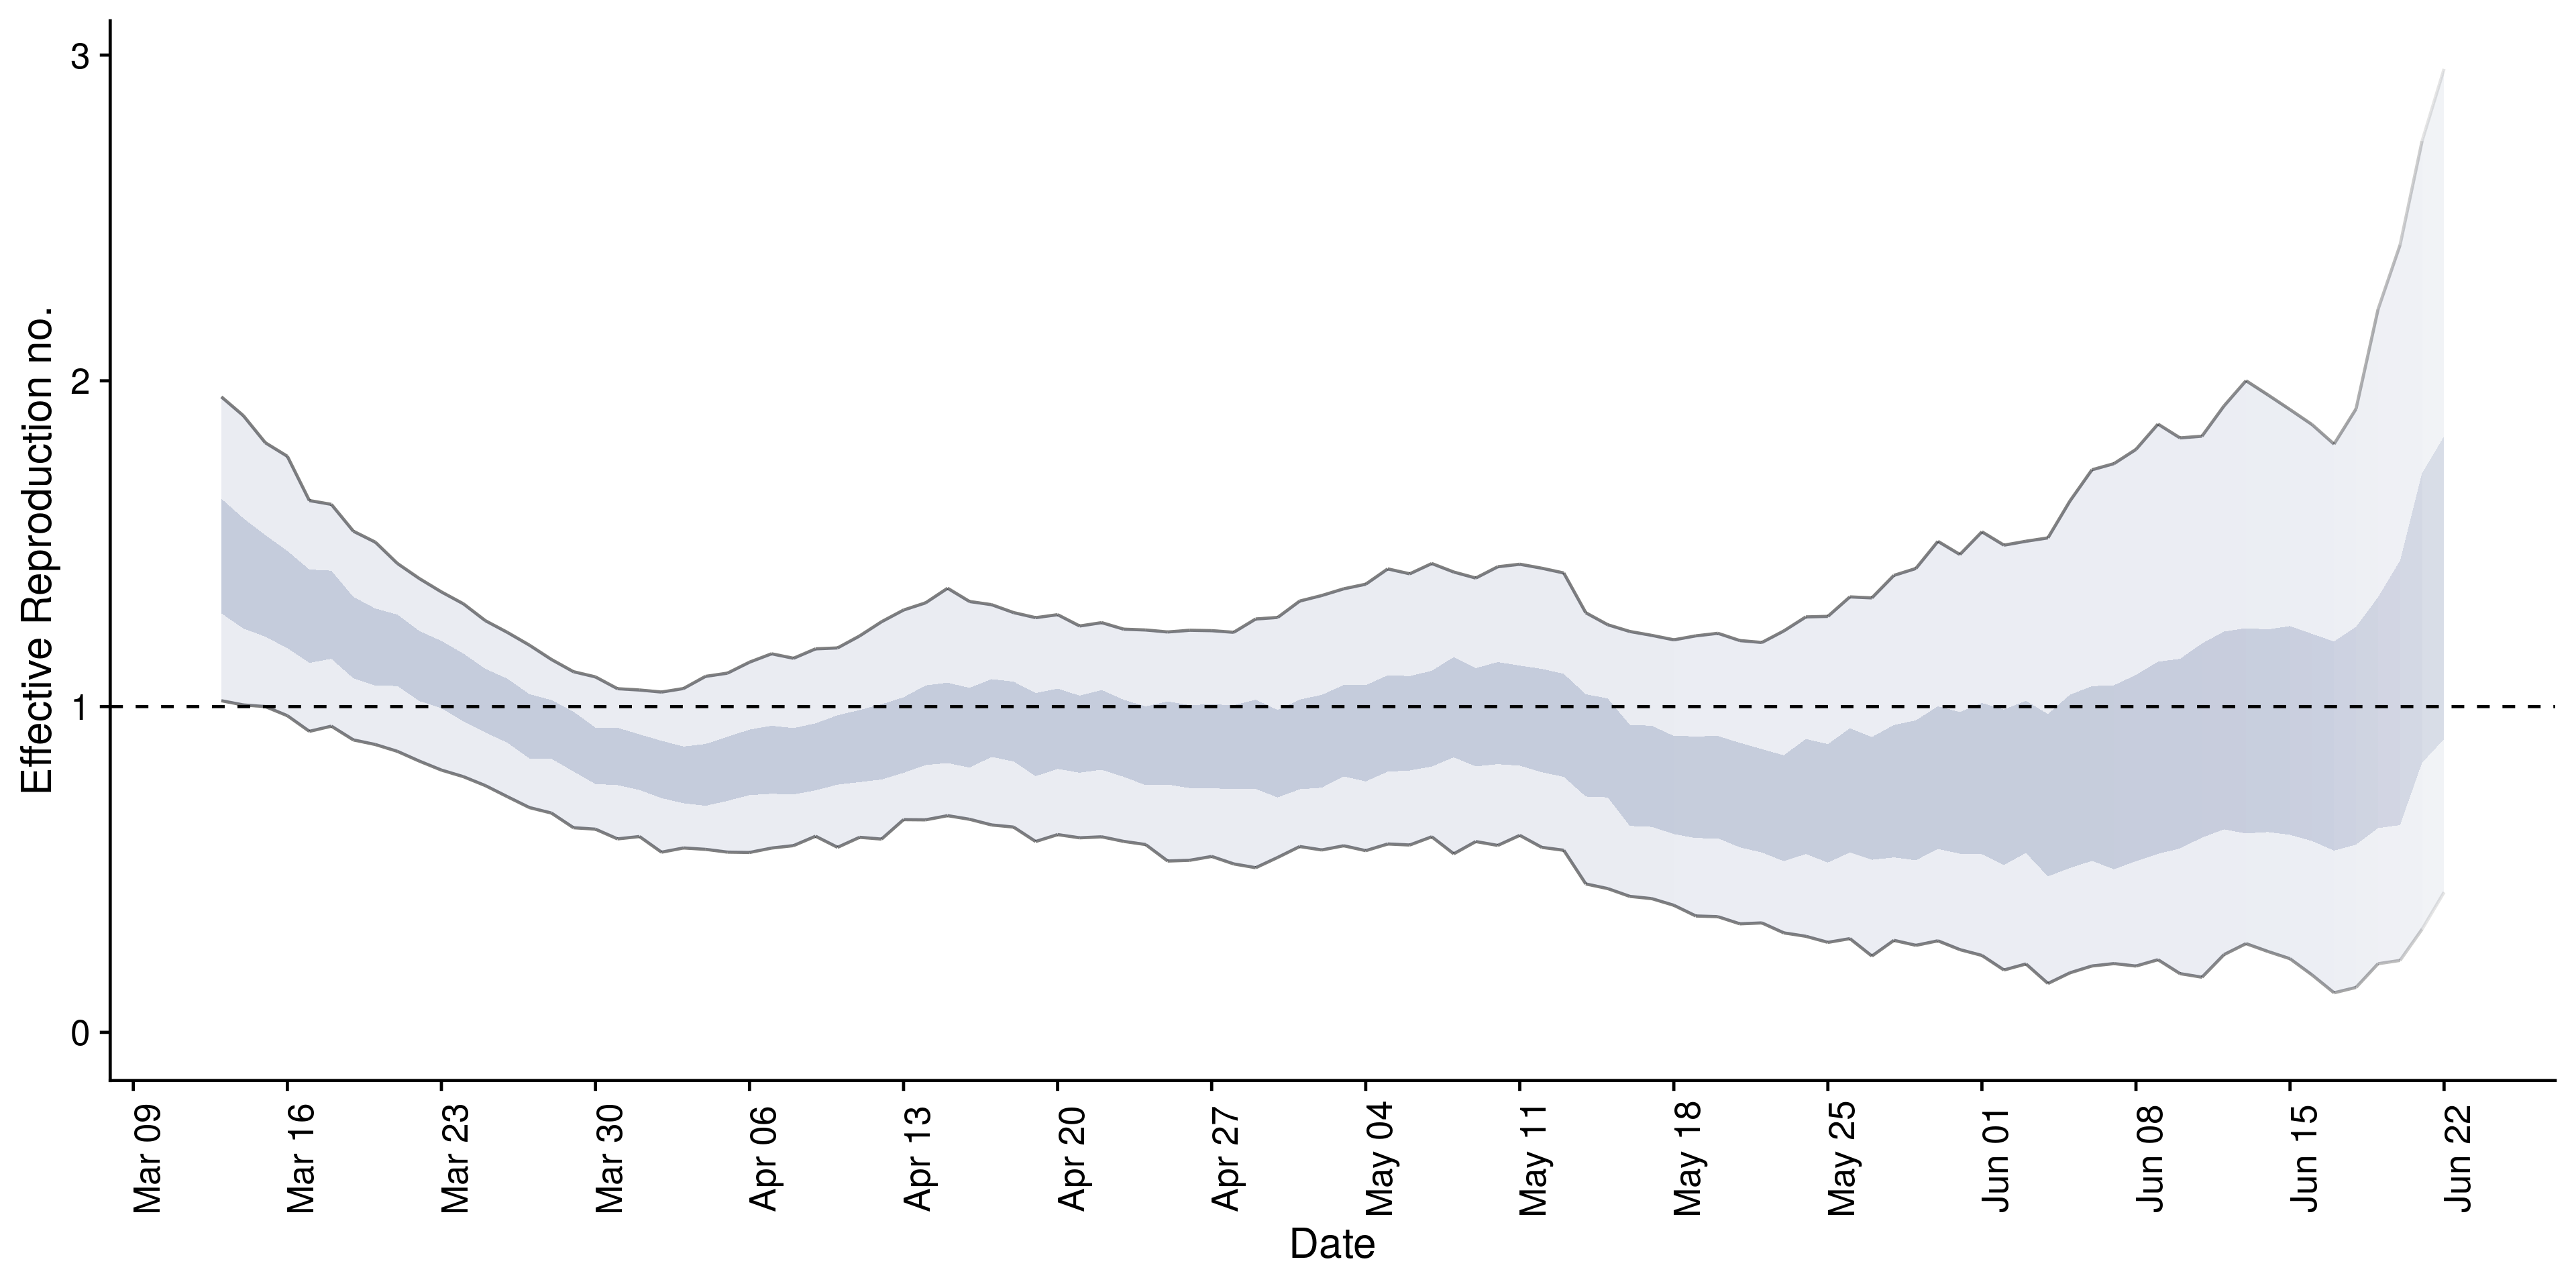 Effective Reproduction no.
3
2
1
0
Mar 09
Mar 16
Mar 23
Mar 30
Apr 06
Apr 13
Apr 20
Apr 27
May 04
May 11
May 18
May 25
Jun 01
Jun 08
Jun 15
Jun 22
Date